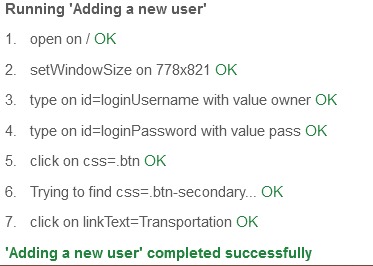 Running 'Adding a new user'
1. open on / OK
2. setWindowSize on 778x821 OK
3. type on id=loginUsername with value owner OK
4. type on id=loginPassword with value pass OK
5. click on css=.btn OK
6. Trying to find css=.btn-secondary... OK
7. click on linkText=Transportation OK
'Adding a new user' completed successfully